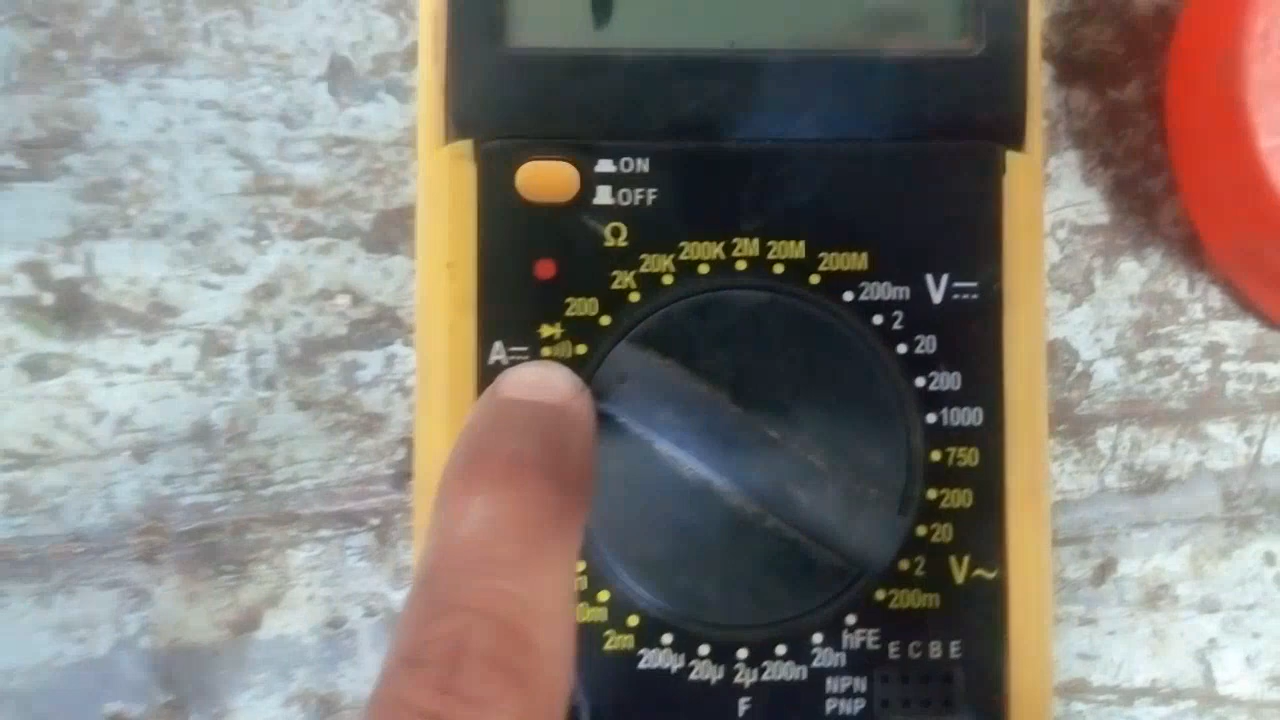 ON
OFF
Ω
200K 2M 20M
20K 200M
2K 200m V⎓
200 2
A⎓ 20
200
1000
750
200
20
2 V~
200m
2m hFE E C B E
200µ 20µ 2µ 200n 20n
NPN
F PNP